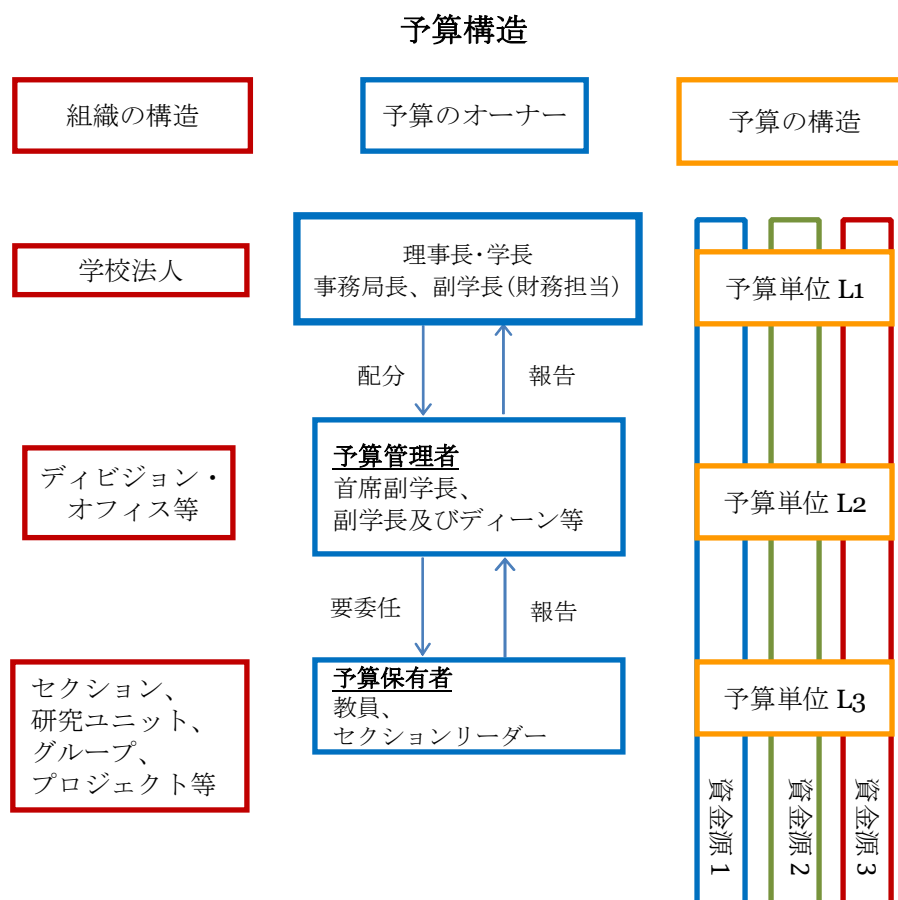 予算構造
組織の構造
予算のオーナー
予算の構造
学校法人
理事長・学長
事務局長、副学長(財務担当)
予算単位 L1
配分
報告
ディビジョン・
オフィス等
予算管理者
首席副学長、
副学長及びディーン等
予算単位 L2
要委任
報告
セクション、
研究ユニット、
グループ、
プロジェクト等
予算保有者
教員、
セクションリーダー
予算単位 L3
資金源 1
資金源 2
資金源 3